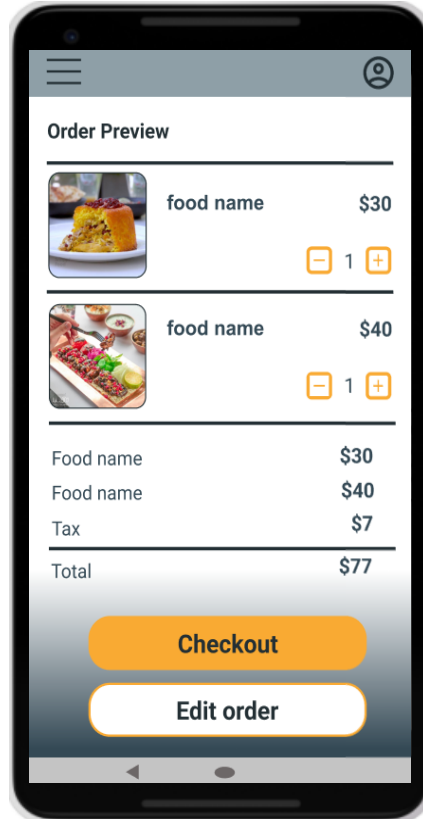 Order Preview
food name $30
1
food name $40
1
Food name $30
Food name $40
Tax $7
Total $77
Checkout
Edit order